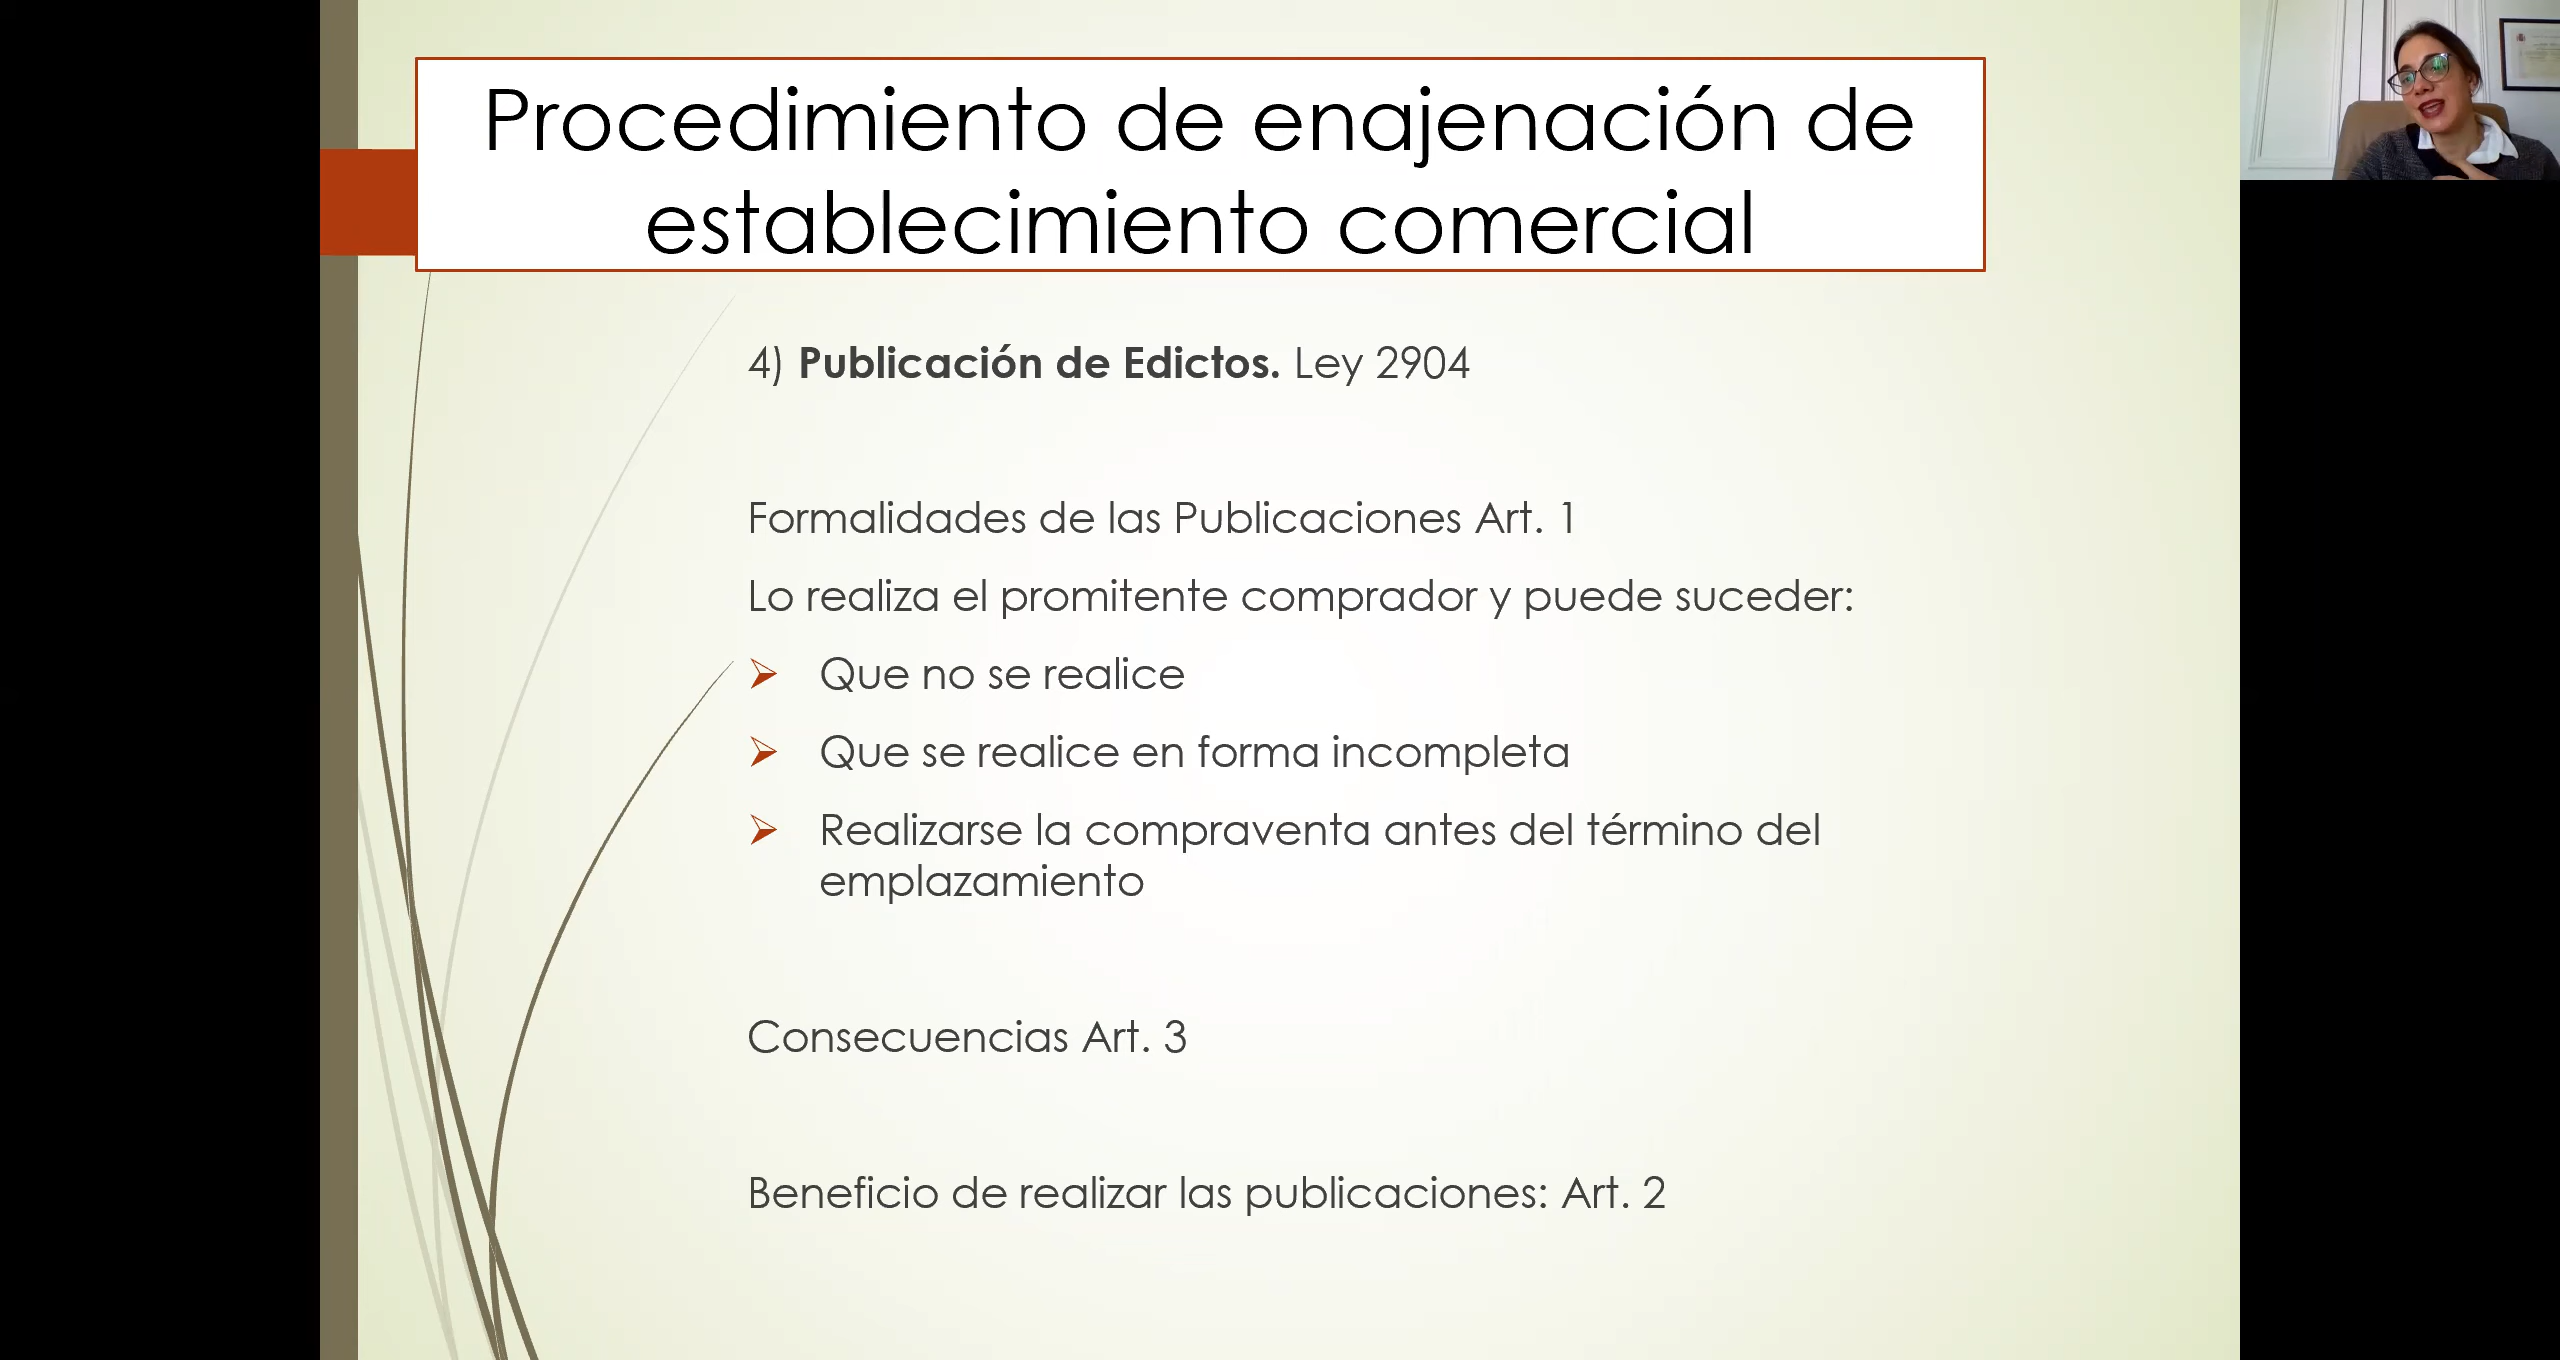 Procedimiento de enajenación de
establecimiento comercial
4) Publicación de Edictos. Ley 2904
Formalidades de las Publicaciones Art. 1
Lo realiza el promitente comprador y puede suceder:
Que no se realice
Que se realice en forma incompleta
Realizarse la compraventa antes del término del
emplazamiento
Consecuencias Art. 3
Beneficio de realizar las publicaciones: Art. 2